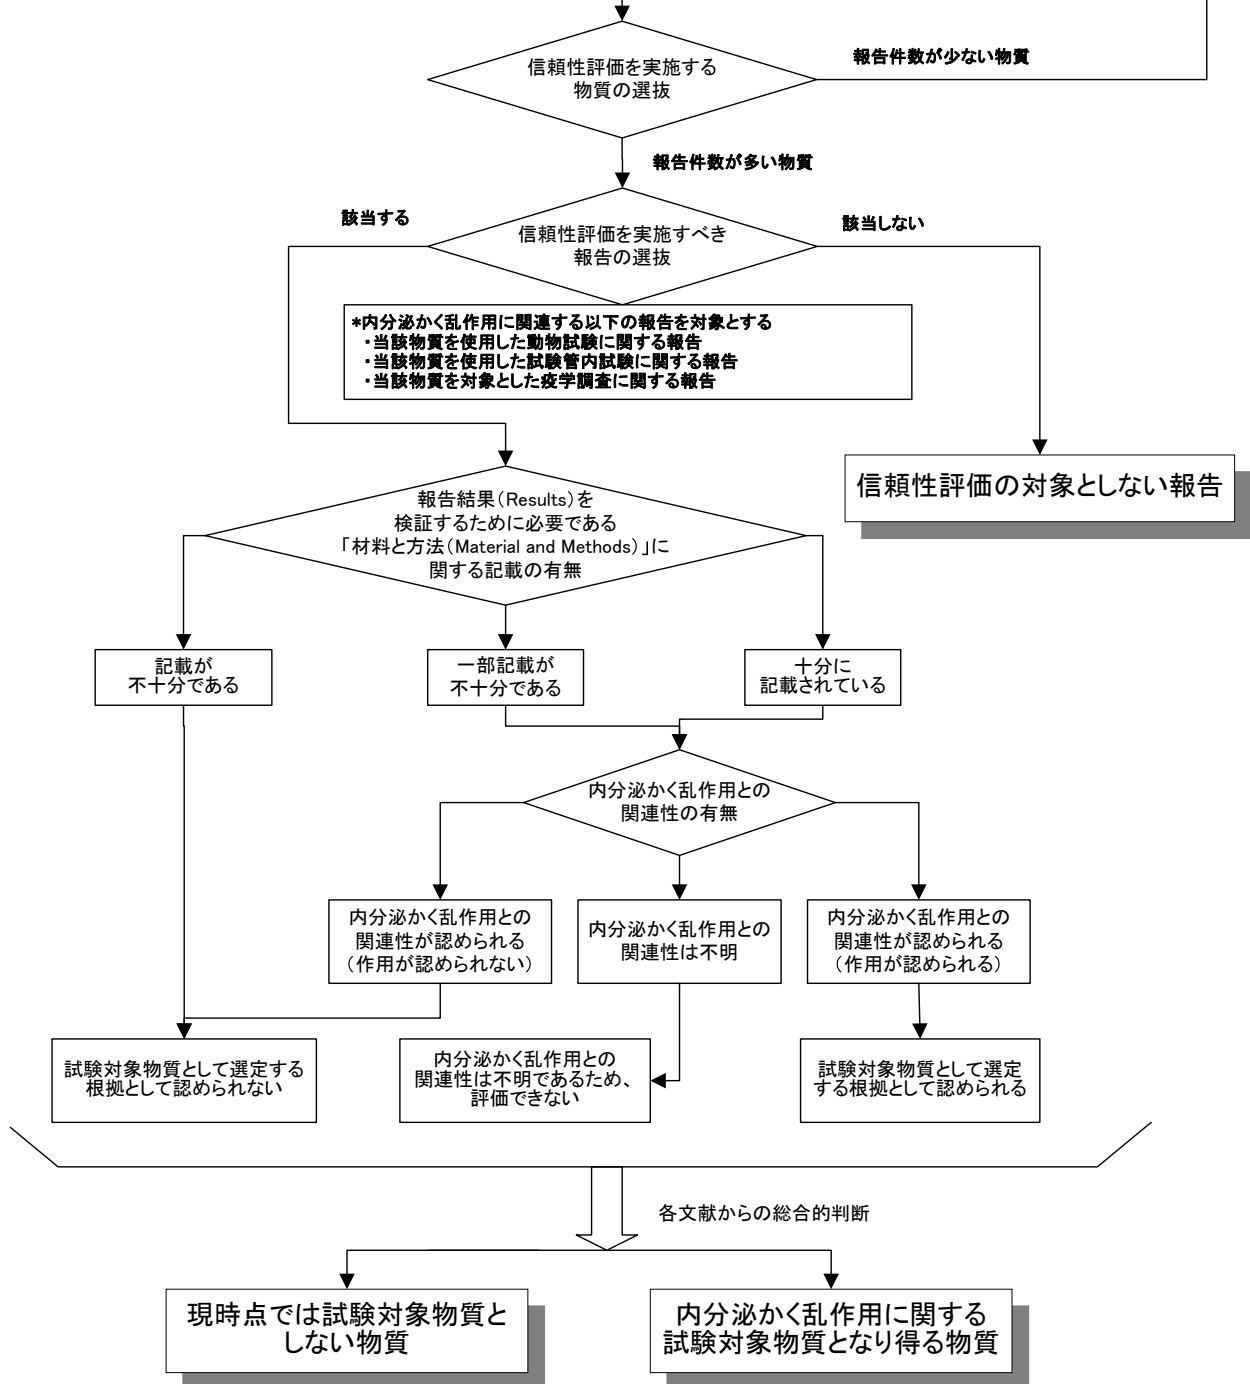 報告件数が少ない物質
信頼性評価を実施する
物質の選抜
報告件数が多い物質
該当する
該当しない
信頼性評価を実施すべき
報告の選抜
*内分泌かく乱作用に関連する以下の報告を対象とする
・当該物質を使用した動物試験に関する報告
・当該物質を使用した試験管内試験に関する報告
・当該物質を対象とした疫学調査に関する報告
信頼性評価の対象としない報告
報告結果(Results)を
検証するために必要である
「材料と方法(Material and Methods)」に
関する記載の有無
記載が
不十分である
一部記載が
不十分である
十分に
記載されている
内分泌かく乱作用との
関連性の有無
内分泌かく乱作用との
関連性が認められる
(作用が認められない)
内分泌かく乱作用との
関連性は不明
内分泌かく乱作用との
関連性が認められる
(作用が認められる)
試験対象物質として選定する
根拠として認められない
内分泌かく乱作用との
関連性は不明であるため、
評価できない
試験対象物質として選定
する根拠として認められる
各文献からの総合的判断
現時点では試験対象物質と
しない物質
内分泌かく乱作用に関する
試験対象物質となり得る物質